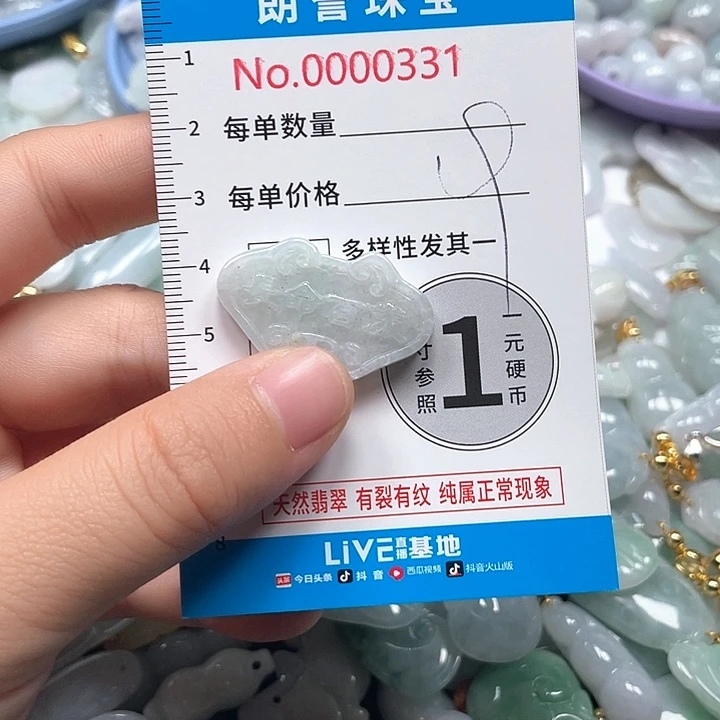 朗誉珠宝
No.0000331
1
2 每单数量
3 每单价格
4
多样性发其一
5
寸参照
1
一元硬币
天然翡翠 有裂有纹 纯属正常现象
8
LiVE直播基地
头条 今日头条 抖音 西瓜视频 抖音火山版